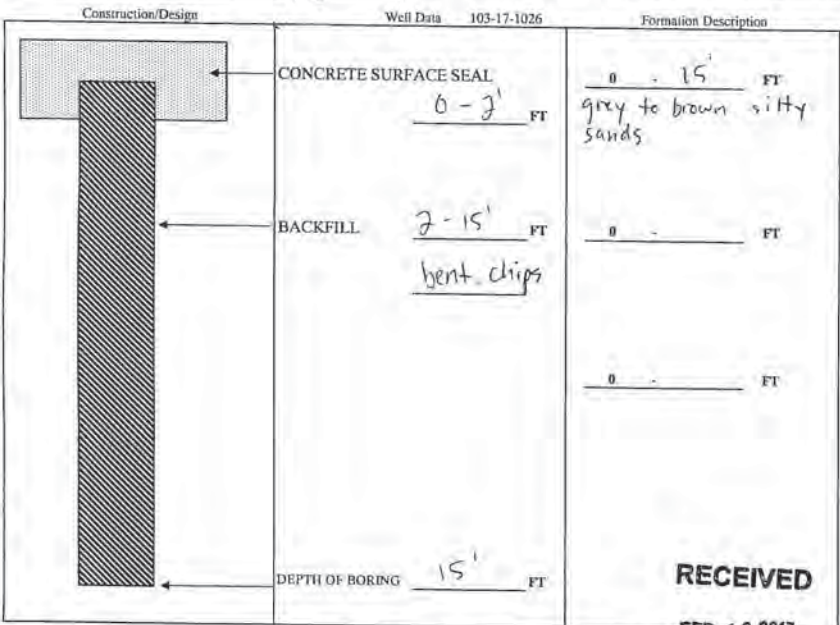 Construction/Design
Well Data 103-17-1026
Formation Description
CONCRETE SURFACE SEAL
0 - 2' FT
BACKFILL 2 - 15' FT
bent. chips
DEPTH OF BORING 15' FT
0 - 15' FT
grey to brown silty
sands
0 - FT
0 - FT
RECEIVED